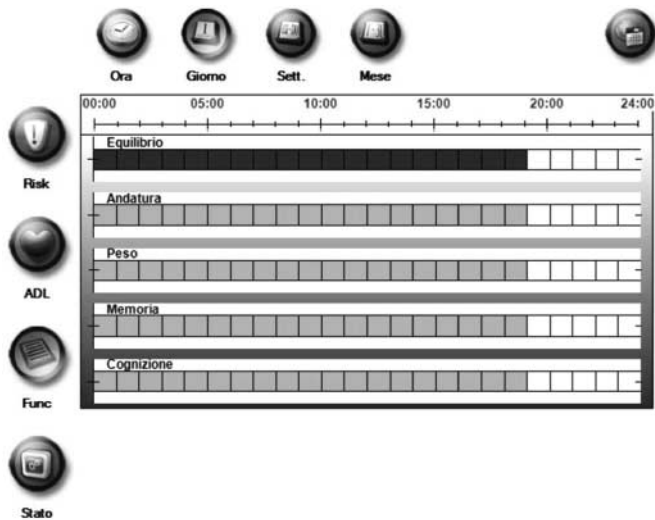 Ora Giorno Sett. Mese
00:00 05:00 10:00 15:00 20:00 24:00
Equilibrio
Risk
Andatura
Peso
ADL
Memoria
Cognizione
Func
Stato